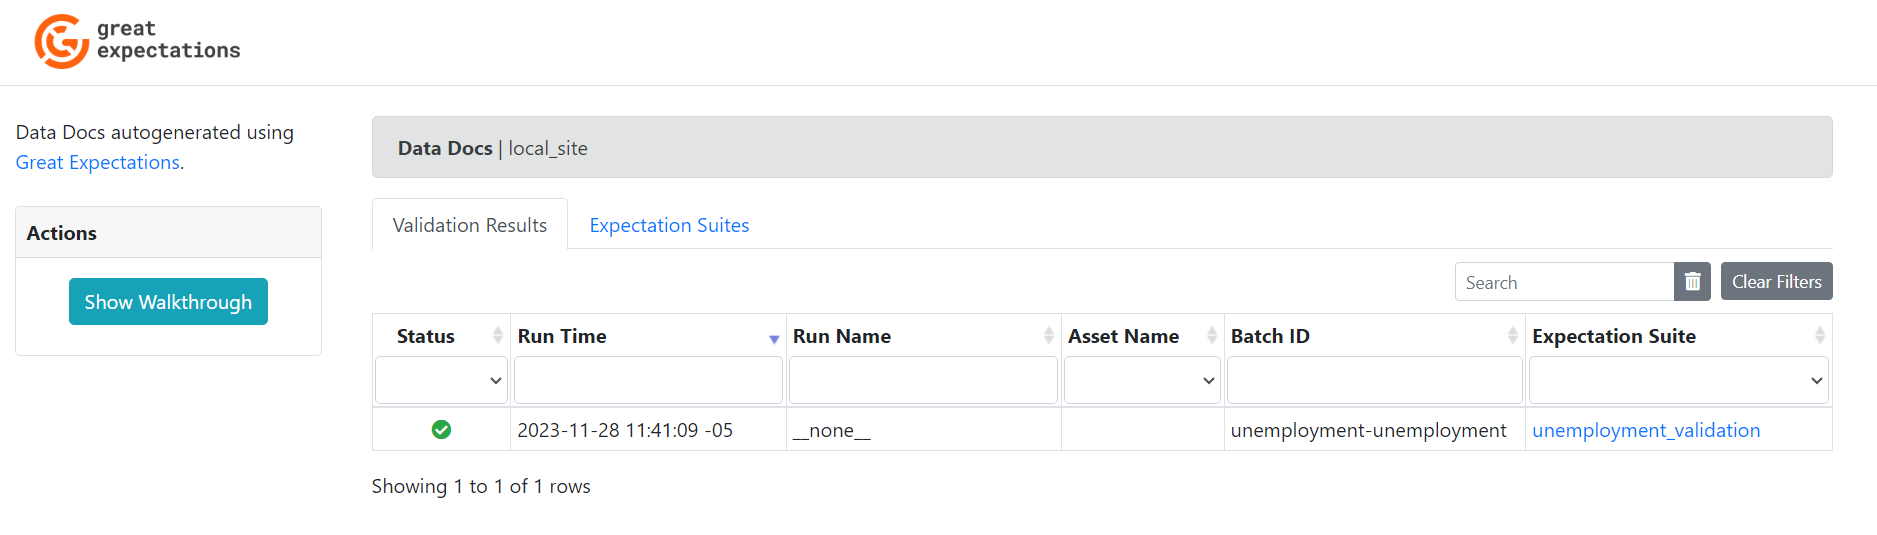 great
expectations
Data Docs autogenerated using
Great Expectations.
Actions
Show Walkthrough
Data Docs | local_site
Validation Results Expectation Suites
Search Clear Filters
Status Run Time Run Name Asset Name Batch ID Expectation Suite
2023-11-28 11:41:09 -05 __none__ unemployment-unemployment unemployment_validation
Showing 1 to 1 of 1 rows